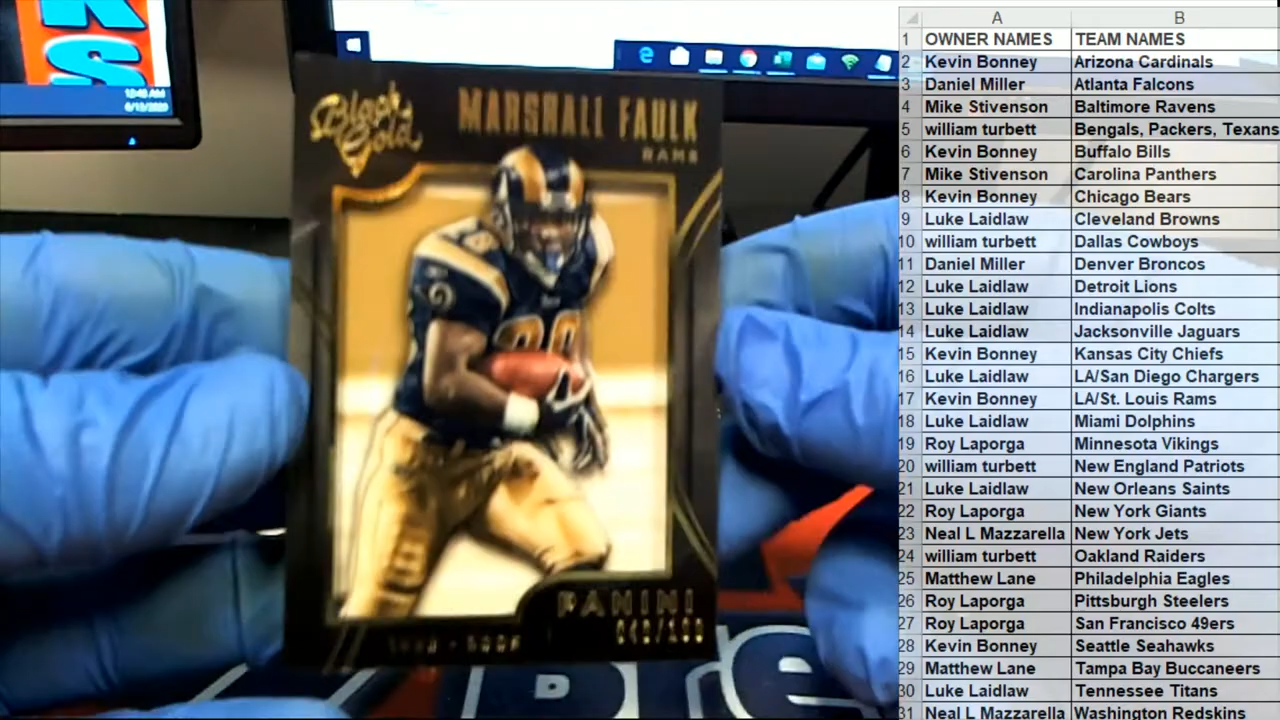 KS
12:48 AM
6/13/2020
Black Gold
MARSHALL FAULK
RAMS
28
PANINI
Bre
A B
1 OWNER NAMES TEAM NAMES
2 Kevin Bonney Arizona Cardinals
3 Daniel Miller Atlanta Falcons
4 Mike Stivenson Baltimore Ravens
5 william turbett Bengals, Packers, Texans
6 Kevin Bonney Buffalo Bills
7 Mike Stivenson Carolina Panthers
8 Kevin Bonney Chicago Bears
9 Luke Laidlaw Cleveland Browns
10 william turbett Dallas Cowboys
11 Daniel Miller Denver Broncos
12 Luke Laidlaw Detroit Lions
13 Luke Laidlaw Indianapolis Colts
14 Luke Laidlaw Jacksonville Jaguars
15 Kevin Bonney Kansas City Chiefs
16 Luke Laidlaw LA/San Diego Chargers
17 Kevin Bonney LA/St. Louis Rams
18 Luke Laidlaw Miami Dolphins
19 Roy Laporga Minnesota Vikings
20 william turbett New England Patriots
21 Luke Laidlaw New Orleans Saints
22 Roy Laporga New York Giants
23 Neal L Mazzarella New York Jets
24 william turbett Oakland Raiders
25 Matthew Lane Philadelphia Eagles
26 Roy Laporga Pittsburgh Steelers
27 Roy Laporga San Francisco 49ers
28 Kevin Bonney Seattle Seahawks
29 Matthew Lane Tampa Bay Buccaneers
30 Luke Laidlaw Tennessee Titans
31 Neal L Mazzarella Washington Redskins